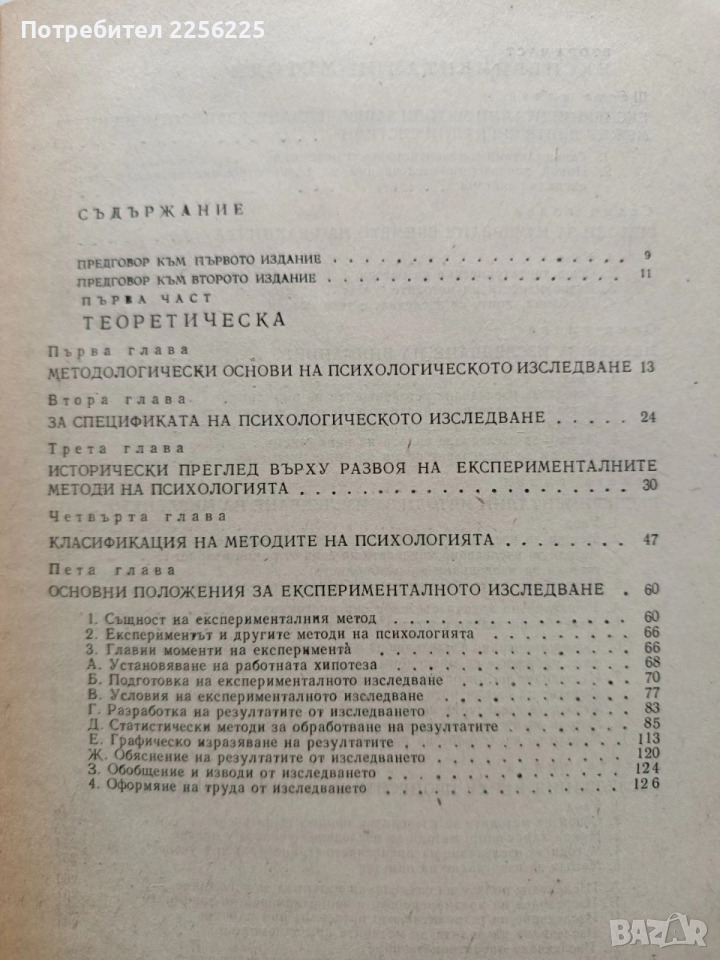 Потребител 2256225
СЪДЪРЖАНИЕ
ПРЕДГОВОР КЪМ ПЪРВОТО ИЗДАНИЕ . . . . . . . . . . . . . . 9
ПРЕДГОВОР КЪМ ВТОРОТО ИЗДАНИЕ . . . . . . . . . . . . . . 11
ПЪРВА ЧАСТ
ТЕОРЕТИЧЕСКА
Първа глава
МЕТОДОЛОГИЧЕСКИ ОСНОВИ НА ПСИХОЛОГИЧЕСКОТО ИЗСЛЕДВАНЕ 13
Втора глава
ЗА СПЕЦИФИКАТА НА ПСИХОЛОГИЧЕСКОТО ИЗСЛЕДВАНЕ . . . . . 24
Трета глава
ИСТОРИЧЕСКИ ПРЕГЛЕД ВЪРХУ РАЗВОЯ НА ЕКСПЕРИМЕНТАЛНИТЕ
МЕТОДИ НА ПСИХОЛОГИЯТА . . . . . . . . . . . . . . . . . 30
Четвърта глава
КЛАСИФИКАЦИЯ НА МЕТОДИТЕ НА ПСИХОЛОГИЯТА . . . . . . . . 47
Пета глава
ОСНОВНИ ПОЛОЖЕНИЯ ЗА ЕКСПЕРИМЕНТАЛНОТО ИЗСЛЕДВАНЕ . 60
1. Същност на експерименталния метод . . . . . . . . . . . . 60
2. Експериментът и другите методи на психологията . . . . . . . 66
3. Главни моменти на експеримента . . . . . . . . . . . . . 66
А. Установяване на работната хипотеза . . . . . . . . . . . . 68
Б. Подготовка на експерименталното изследване . . . . . . . . 70
В. Условия на експерименталното изследване . . . . . . . . . 77
Г. Разработка на резултатите от изследването . . . . . . . . . 83
Д. Статистически методи за обработване на резултатите . . . . . 85
Е. Графическо изразяване на резултатите . . . . . . . . . . 113
Ж. Обяснение на резултатите от изследването . . . . . . . . 120
З. Обобщение и изводи от изследването . . . . . . . . . . . 124
4. Оформяне на труда от изследването . . . . . . . . . . . . 126
BAZAR